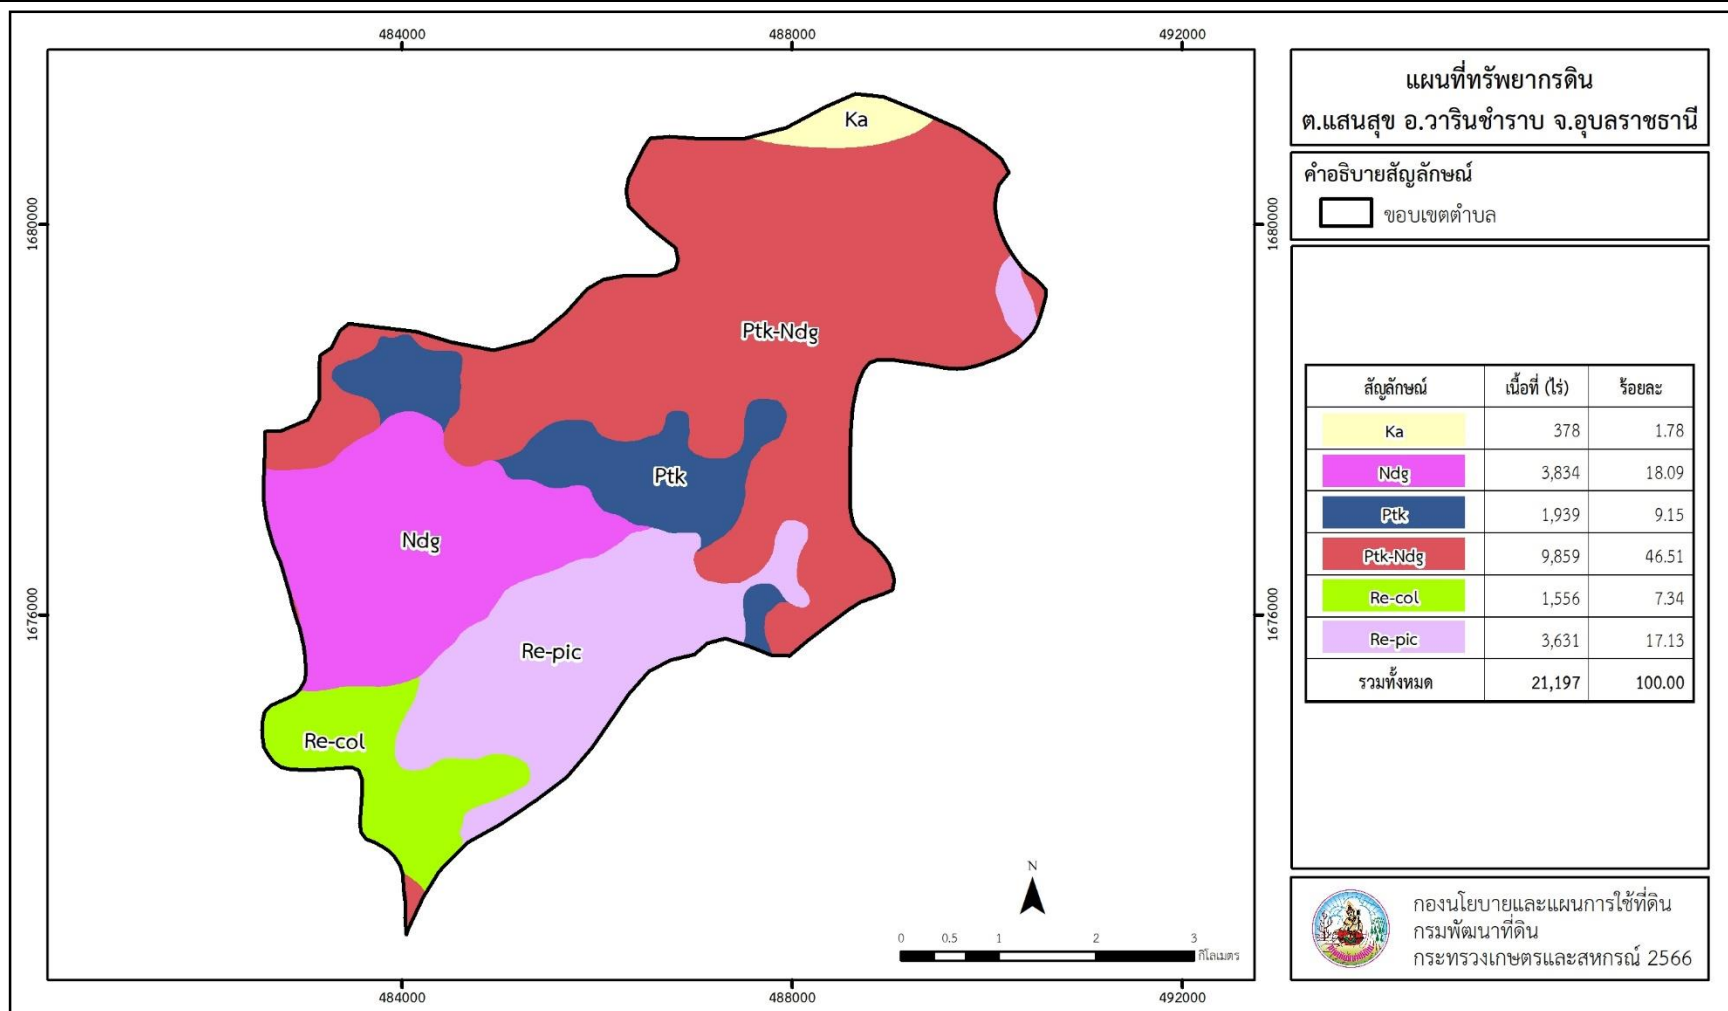 484000
488000
492000
แผนที่ทรัพยากรดิน
ต.แสนสุข อ.วารินชำราบ จ.อุบลราชธานี
คำอธิบายสัญลักษณ์
ขอบเขตตำบล
1680000
1680000
Ka
Ptk-Ndg
Ptk
Ndg
1676000
1676000
Re-pic
Re-col
สัญลักษณ์ เนื้อที่ (ไร่) ร้อยละ
Ka 378 1.78
Ndg 3,834 18.09
Ptk 1,939 9.15
Ptk-Ndg 9,859 46.51
Re-col 1,556 7.34
Re-pic 3,631 17.13
รวมทั้งหมด 21,197 100.00
N
0 0.5 1 2 3
กิโลเมตร
484000
488000
492000
กองนโยบายและแผนการใช้ที่ดิน
กรมพัฒนาที่ดิน
กระทรวงเกษตรและสหกรณ์ 2566